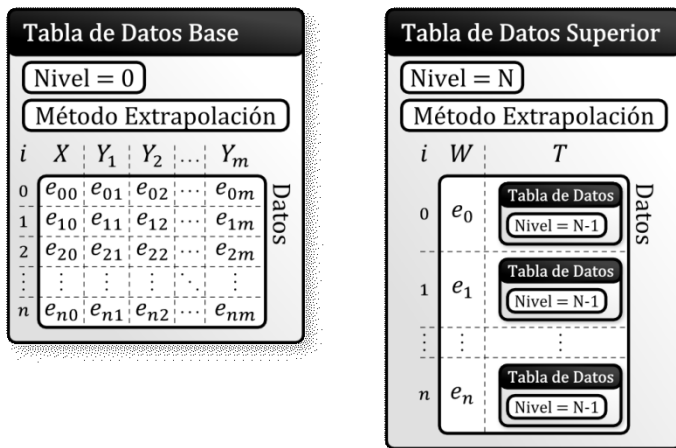 Tabla de Datos Base
Nivel = 0
Método Extrapolación
i X Y₁ Y₂ ... Yₘ
0 e₀₀ e₀₁ e₀₂ ⋯ e₀ₘ
1 e₁₀ e₁₁ e₁₂ ⋯ e₁ₘ
2 e₂₀ e₂₁ e₂₂ ⋯ e₂ₘ
⋮ ⋮ ⋮ ⋮ ⋱ ⋮
n eₙ₀ eₙ₁ eₙ₂ ⋯ eₙₘ
Datos
Tabla de Datos Superior
Nivel = N
Método Extrapolación
i W T
0 e₀ Tabla de Datos
Nivel = N-1
1 e₁ Tabla de Datos
Nivel = N-1
⋮ ⋮ ⋮
n eₙ Tabla de Datos
Nivel = N-1
Datos